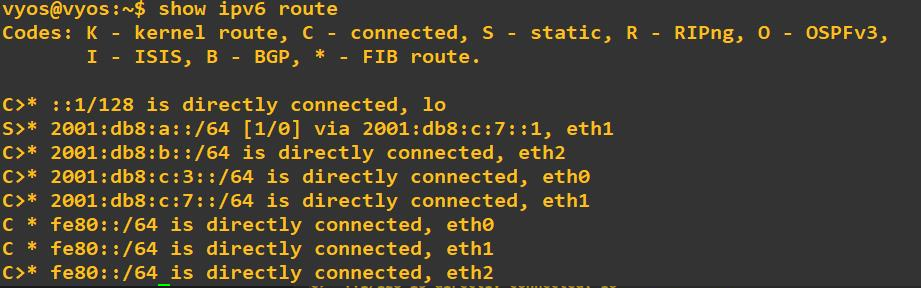 vyos@vyos:~$ show ipv6 route
Codes: K - kernel route, C - connected, S - static, R - RIPng, O - OSPFv3,
       I - ISIS, B - BGP, * - FIB route.

C>* ::1/128 is directly connected, lo
S>* 2001:db8:a::/64 [1/0] via 2001:db8:c:7::1, eth1
C>* 2001:db8:b::/64 is directly connected, eth2
C>* 2001:db8:c:3::/64 is directly connected, eth0
C>* 2001:db8:c:7::/64 is directly connected, eth1
C * fe80::/64 is directly connected, eth0
C * fe80::/64 is directly connected, eth1
C>* fe80::/64 is directly connected, eth2